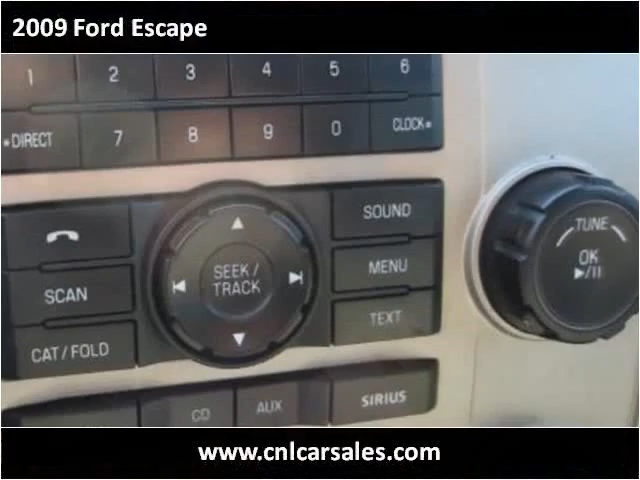 2009 Ford Escape
1 2 3 4 5 6
DIRECT 7 8 9 0 CLOCK
SOUND
SEEK/
TRACK
MENU
SCAN
TEXT
CAT/FOLD
CD AUX SIRIUS
TUNE
OK
www.cnlcarsales.com